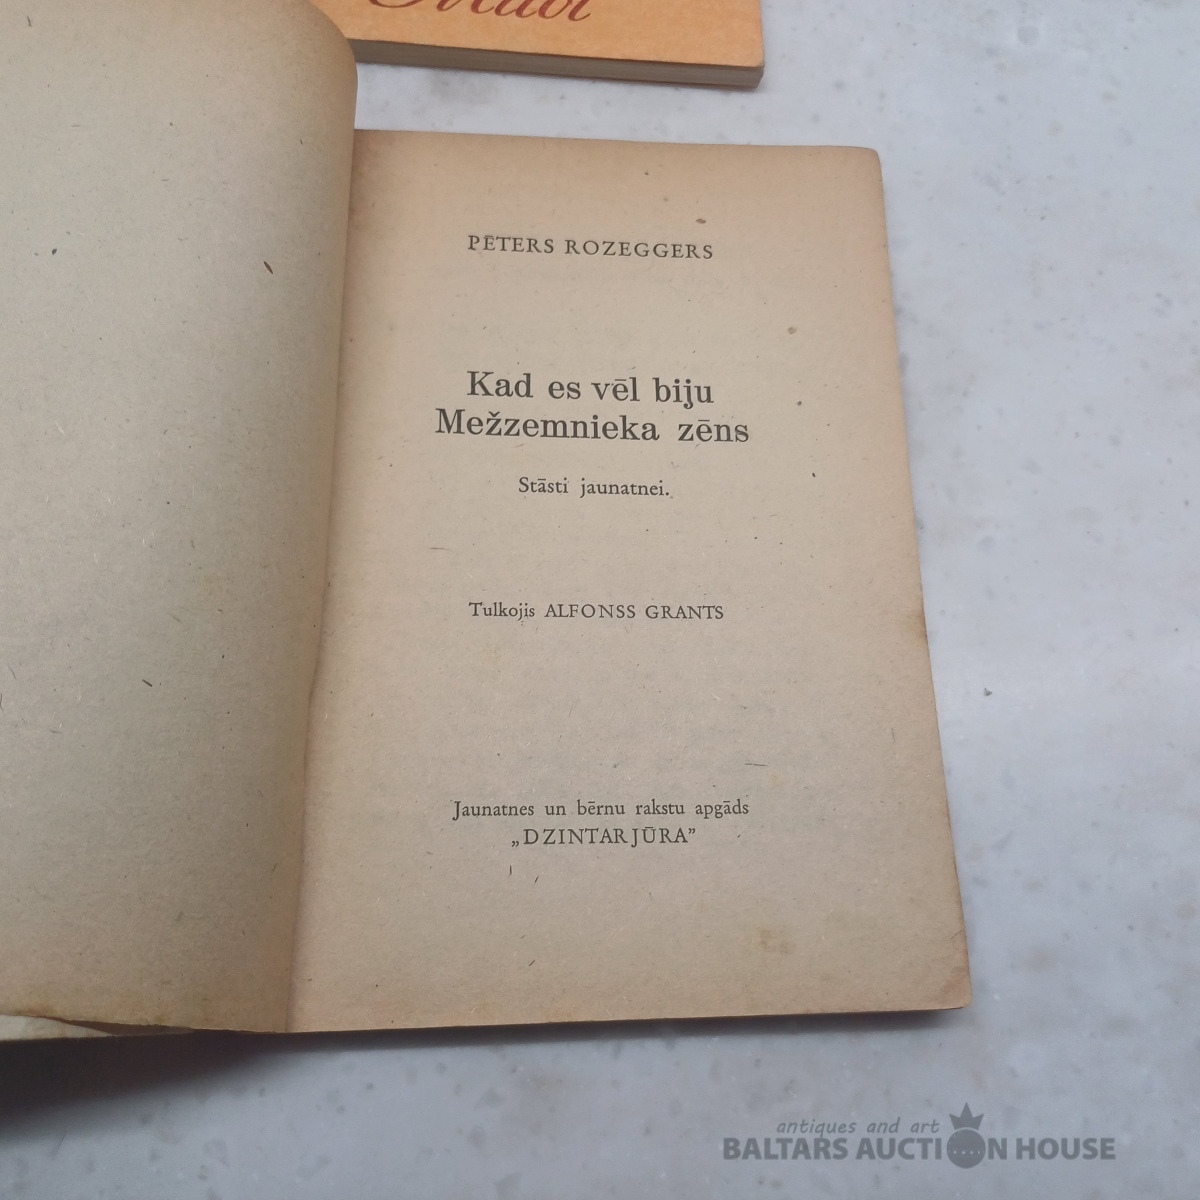 PĒTERS ROZEGGERS
Kad es vēl biju
Mežzemnieka zēns
Stāsti jaunatnei.
Tulkojis ALFONSS GRANTS
Jaunatnes un bērnu rakstu apgāds
„DZINTARJŪRA”
antiques and art
BALTARS AUCTION HOUSE